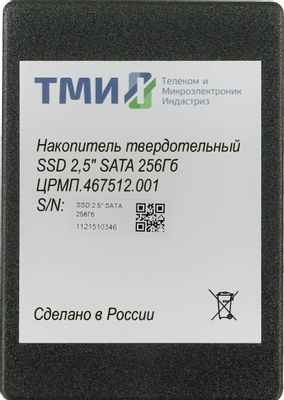 ТМИ
Телеком и
Микроэлектроник
Индастриз
Накопитель твердотельный
SSD 2,5" SATA 256Гб
ЦРМП.467512.001
S/N:
SSD 2.5" SATA
256Гб
1121510346
Сделано в России